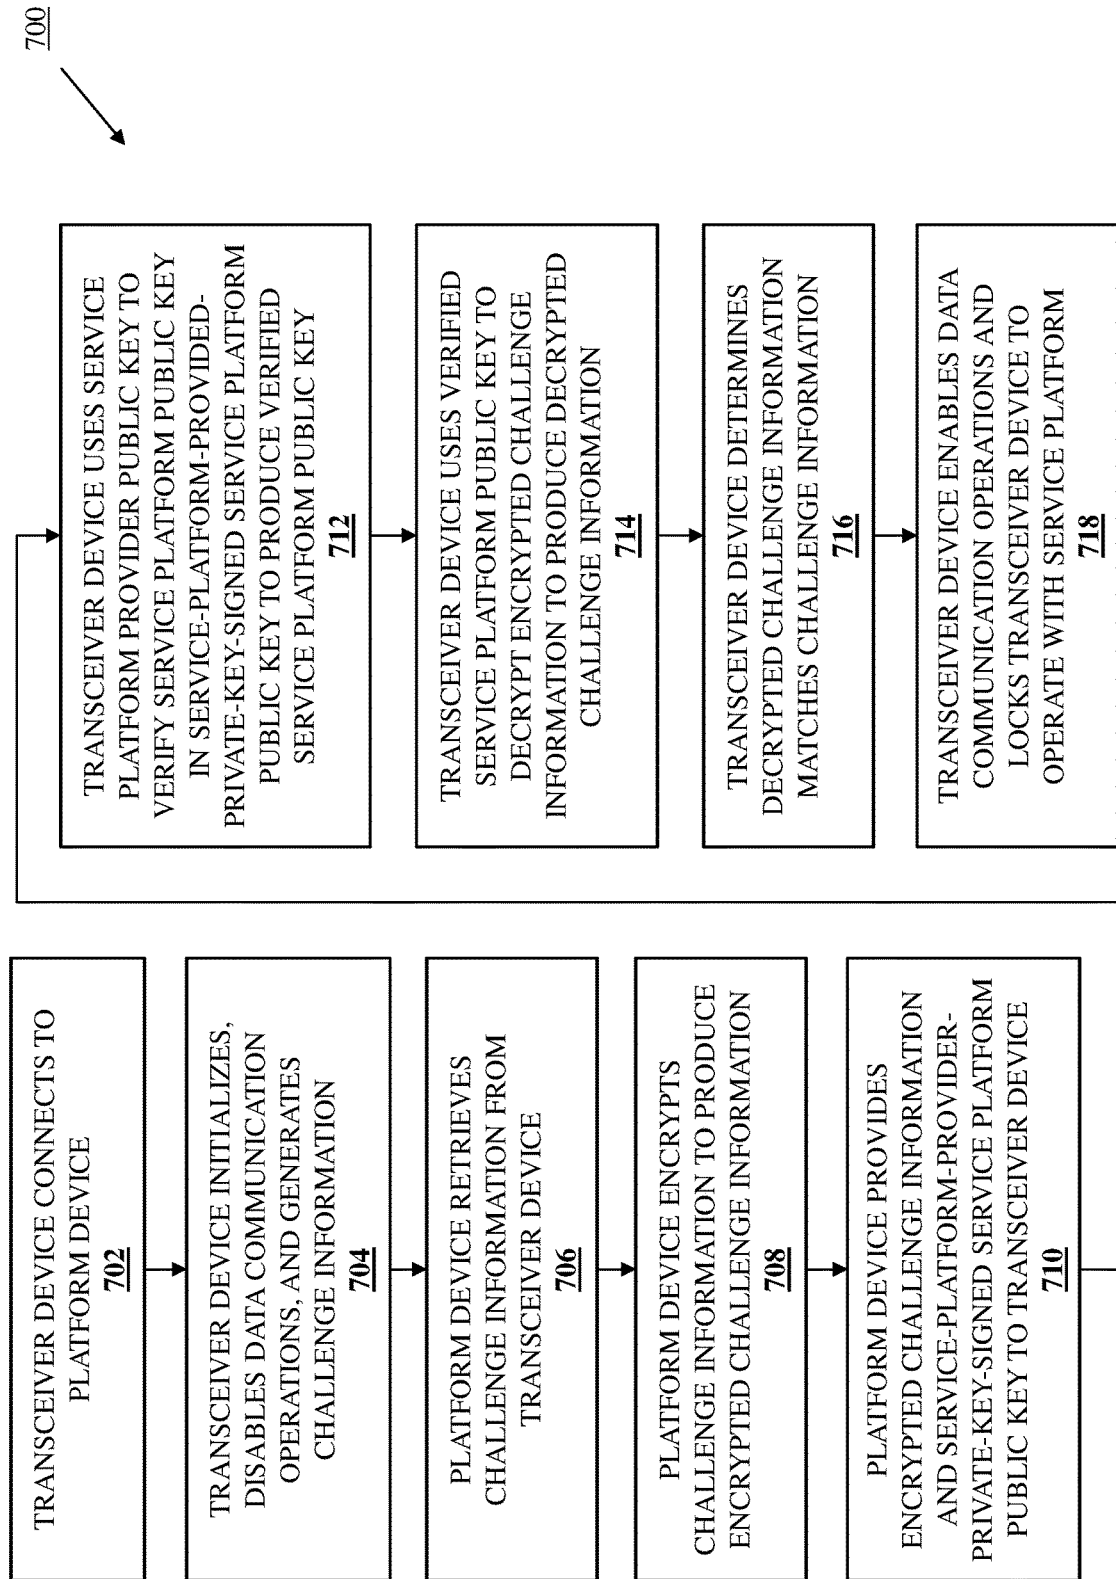 700
TRANSCEIVER DEVICE CONNECTS TO
PLATFORM DEVICE
702
TRANSCEIVER DEVICE INITIALIZES,
DISABLES DATA COMMUNICATION
OPERATIONS, AND GENERATES
CHALLENGE INFORMATION
704
PLATFORM DEVICE RETRIEVES
CHALLENGE INFORMATION FROM
TRANSCEIVER DEVICE
706
PLATFORM DEVICE ENCRYPTS
CHALLENGE INFORMATION TO PRODUCE
ENCRYPTED CHALLENGE INFORMATION
708
PLATFORM DEVICE PROVIDES
ENCRYPTED CHALLENGE INFORMATION
AND SERVICE-PLATFORM-PROVIDER-
PRIVATE-KEY-SIGNED SERVICE PLATFORM
PUBLIC KEY TO TRANSCEIVER DEVICE
710
TRANSCEIVER DEVICE USES SERVICE
PLATFORM PROVIDER PUBLIC KEY TO
VERIFY SERVICE PLATFORM PUBLIC KEY
IN SERVICE-PLATFORM-PROVIDED-
PRIVATE-KEY-SIGNED SERVICE PLATFORM
PUBLIC KEY TO PRODUCE VERIFIED
SERVICE PLATFORM PUBLIC KEY
712
TRANSCEIVER DEVICE USES VERIFIED
SERVICE PLATFORM PUBLIC KEY TO
DECRYPT ENCRYPTED CHALLENGE
INFORMATION TO PRODUCE DECRYPTED
CHALLENGE INFORMATION
714
TRANSCEIVER DEVICE DETERMINES
DECRYPTED CHALLENGE INFORMATION
MATCHES CHALLENGE INFORMATION
716
TRANSCEIVER DEVICE ENABLES DATA
COMMUNICATION OPERATIONS AND
LOCKS TRANSCEIVER DEVICE TO
OPERATE WITH SERVICE PLATFORM
718